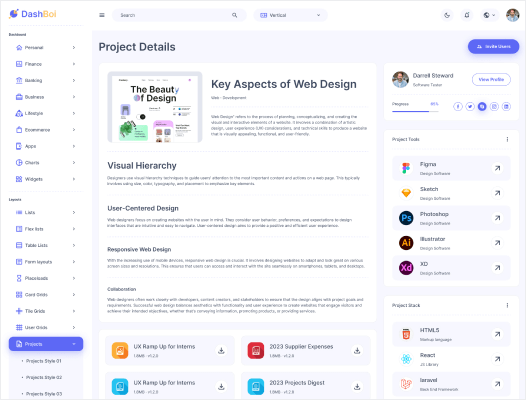 DashBoi
Search
Vertical
Dashboard
Personal
Finance
Banking
Business
Lifestyle
Ecommerce
Apps
Charts
Widgets
Layouts
Lists
Flex lists
Table Lists
Form layouts
Placeloads
Card Grids
Tile Grids
User Grids
Projects
Projects Style 01
Projects Style 02
Projects Style 03
Project Details
Invite Users
The Beauty
of Design
Key Aspects of Web Design
Web - Development
Web Design" refers to the process of planning, conceptualizing, and creating the
visual and interactive elements of a website. It involves a combination of artistic
design, user experience (UX) considerations, and technical skills to produce a website
that is visually appealing, functional, and user-friendly.
Visual Hierarchy
Designers use visual hierarchy techniques to guide users' attention to the most important content and actions on a web page. This typically
involves using size, color, typography, and placement to emphasize key elements.
User-Centered Design
Web designers focus on creating websites with the user in mind. They consider user behavior, preferences, and expectations to design
interfaces that are intuitive and easy to navigate. User-Centered design aims to provide a positive and efficient user experience.
Responsive Web Design
With the increasing use of mobile devices, responsive web design is crucial. It involves designing websites to adapt and look good on various
screen sizes and resolutions. This ensures that users can access and interact with the site seamlessly on smartphones, tablets, and desktops.
Collaboration
Web designers often work closely with developers, content creators, and stakeholders to ensure that the design aligns with project goals and
requirements. Successful web design balances aesthetics with functionality and user experience to create websites that engage visitors and
achieve their intended objectives, whether that's conveying information, promoting products, or providing services.
UX Ramp Up for Interns
1.9MB - v1.2.0
2023 Supplier Expenses
1.9MB - v1.2.0
UX Ramp Up for Interns
1.9MB - v1.2.0
2023 Projects Digest
1.9MB - v1.2.8
Darrell Steward
Software Tester
View Profile
Progress
85%
Project Tools
Figma
Design Software
Sketch
Design Software
Ps
Photoshop
Design Software
Ai
Illustrator
Design Software
Xd
XD
Design Software
Project Stack
HTML5
Markup language
React
JS Library
laravel
Back End Framework